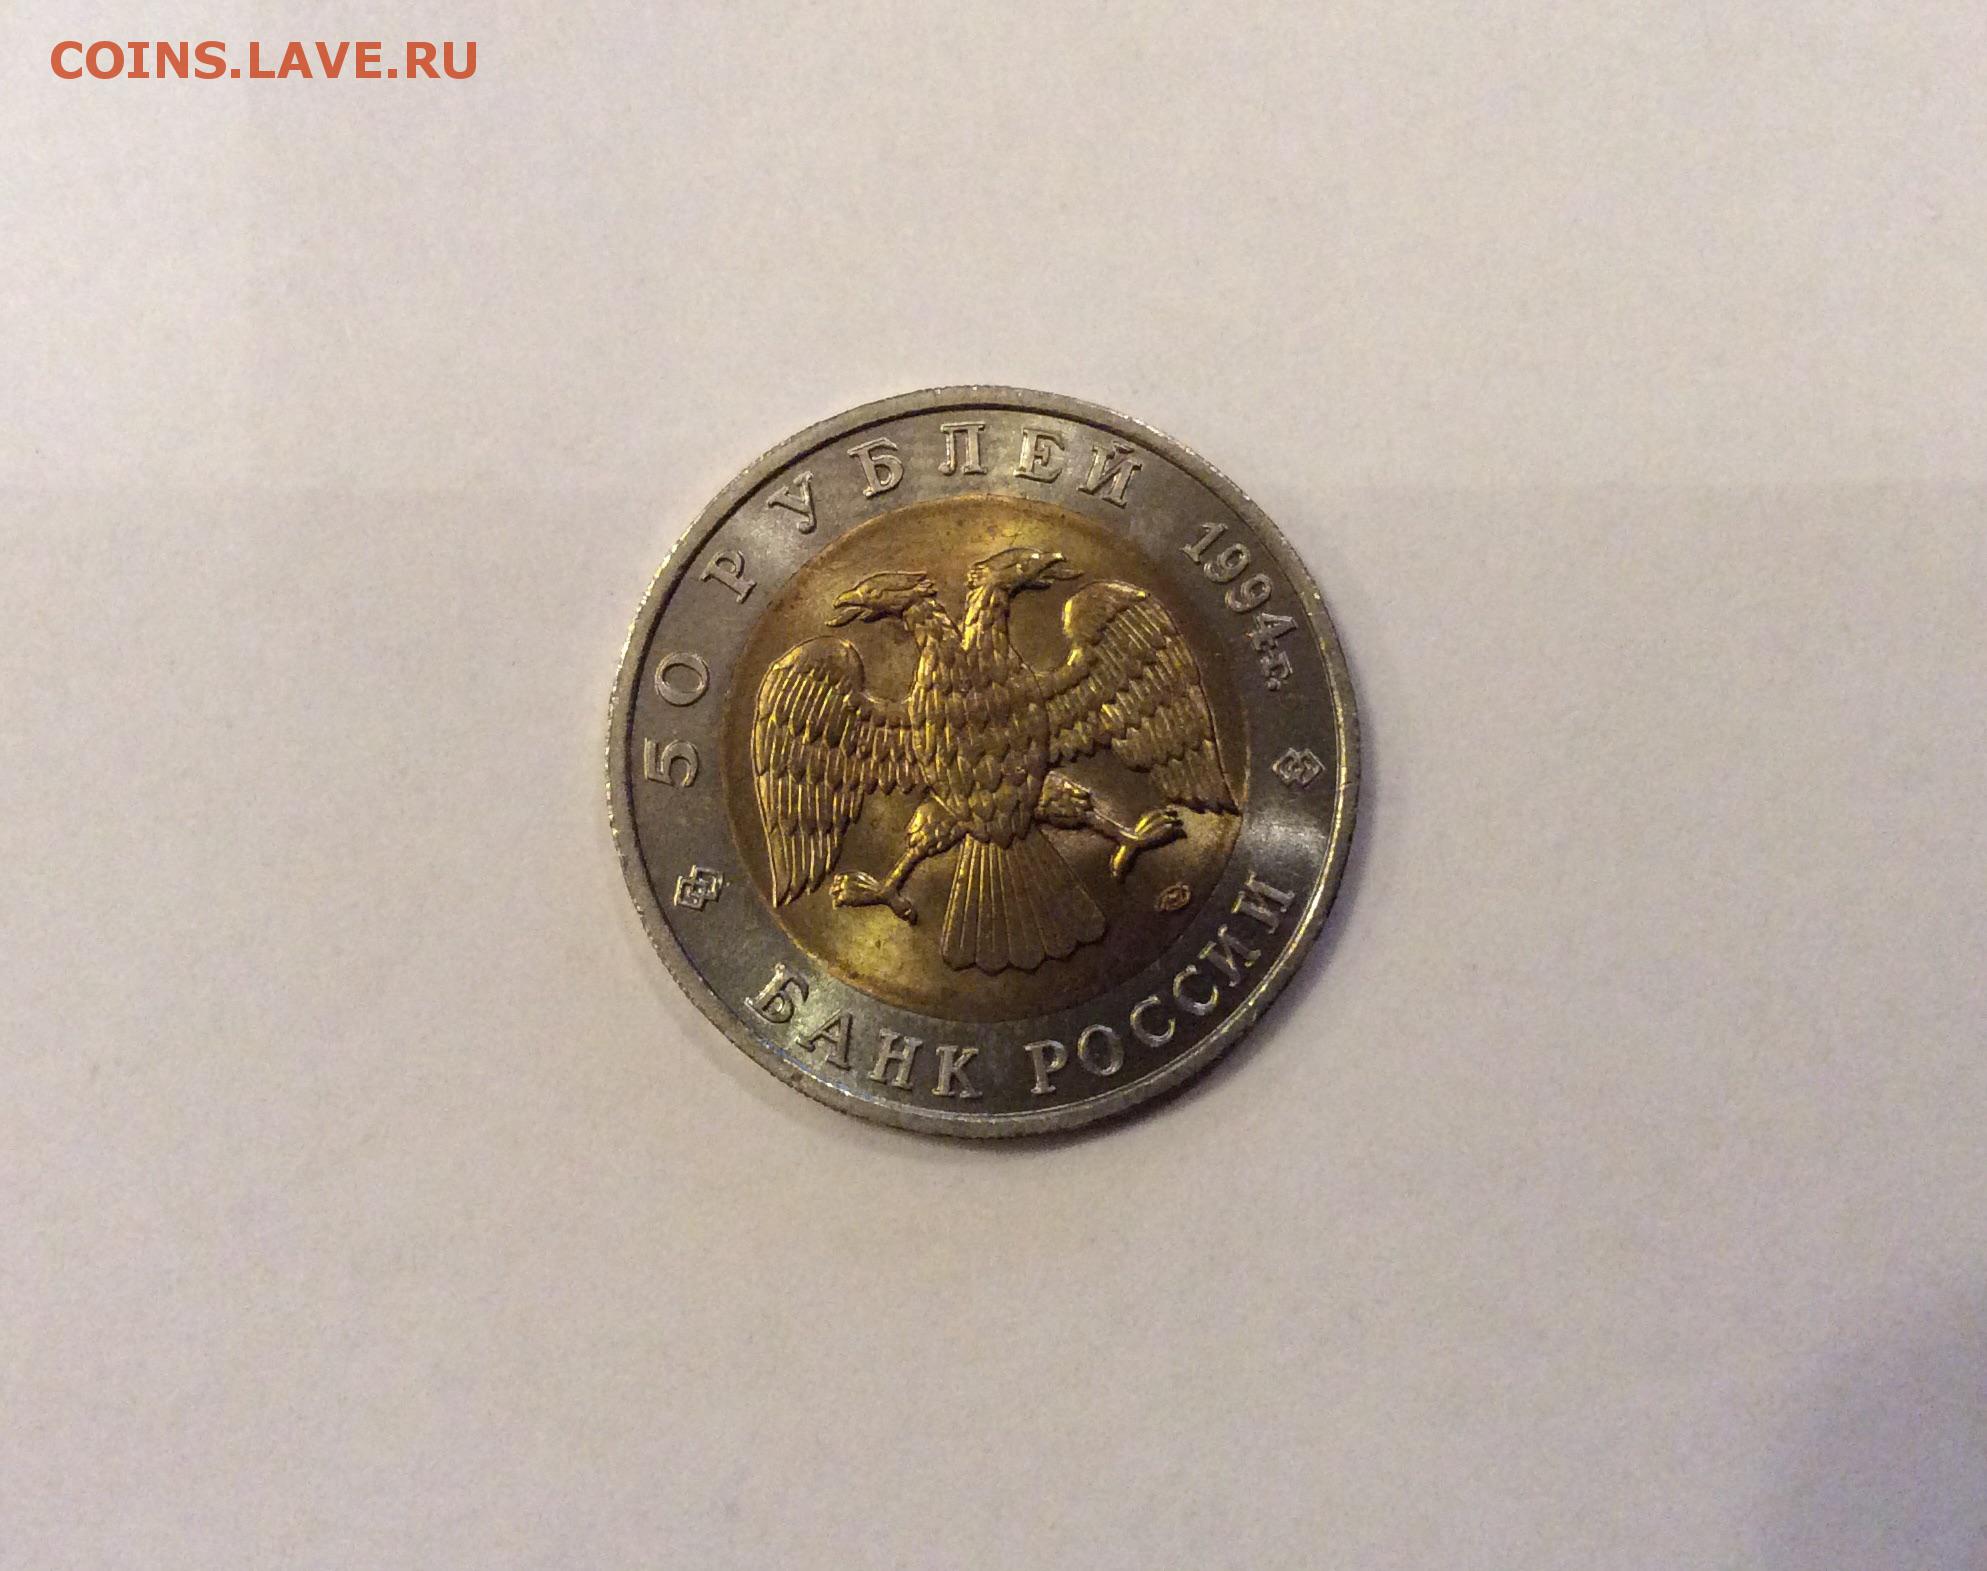 COINS.LAVE.RU
50 РУБЛЕЙ 1994г.
БАНК РОССИИ